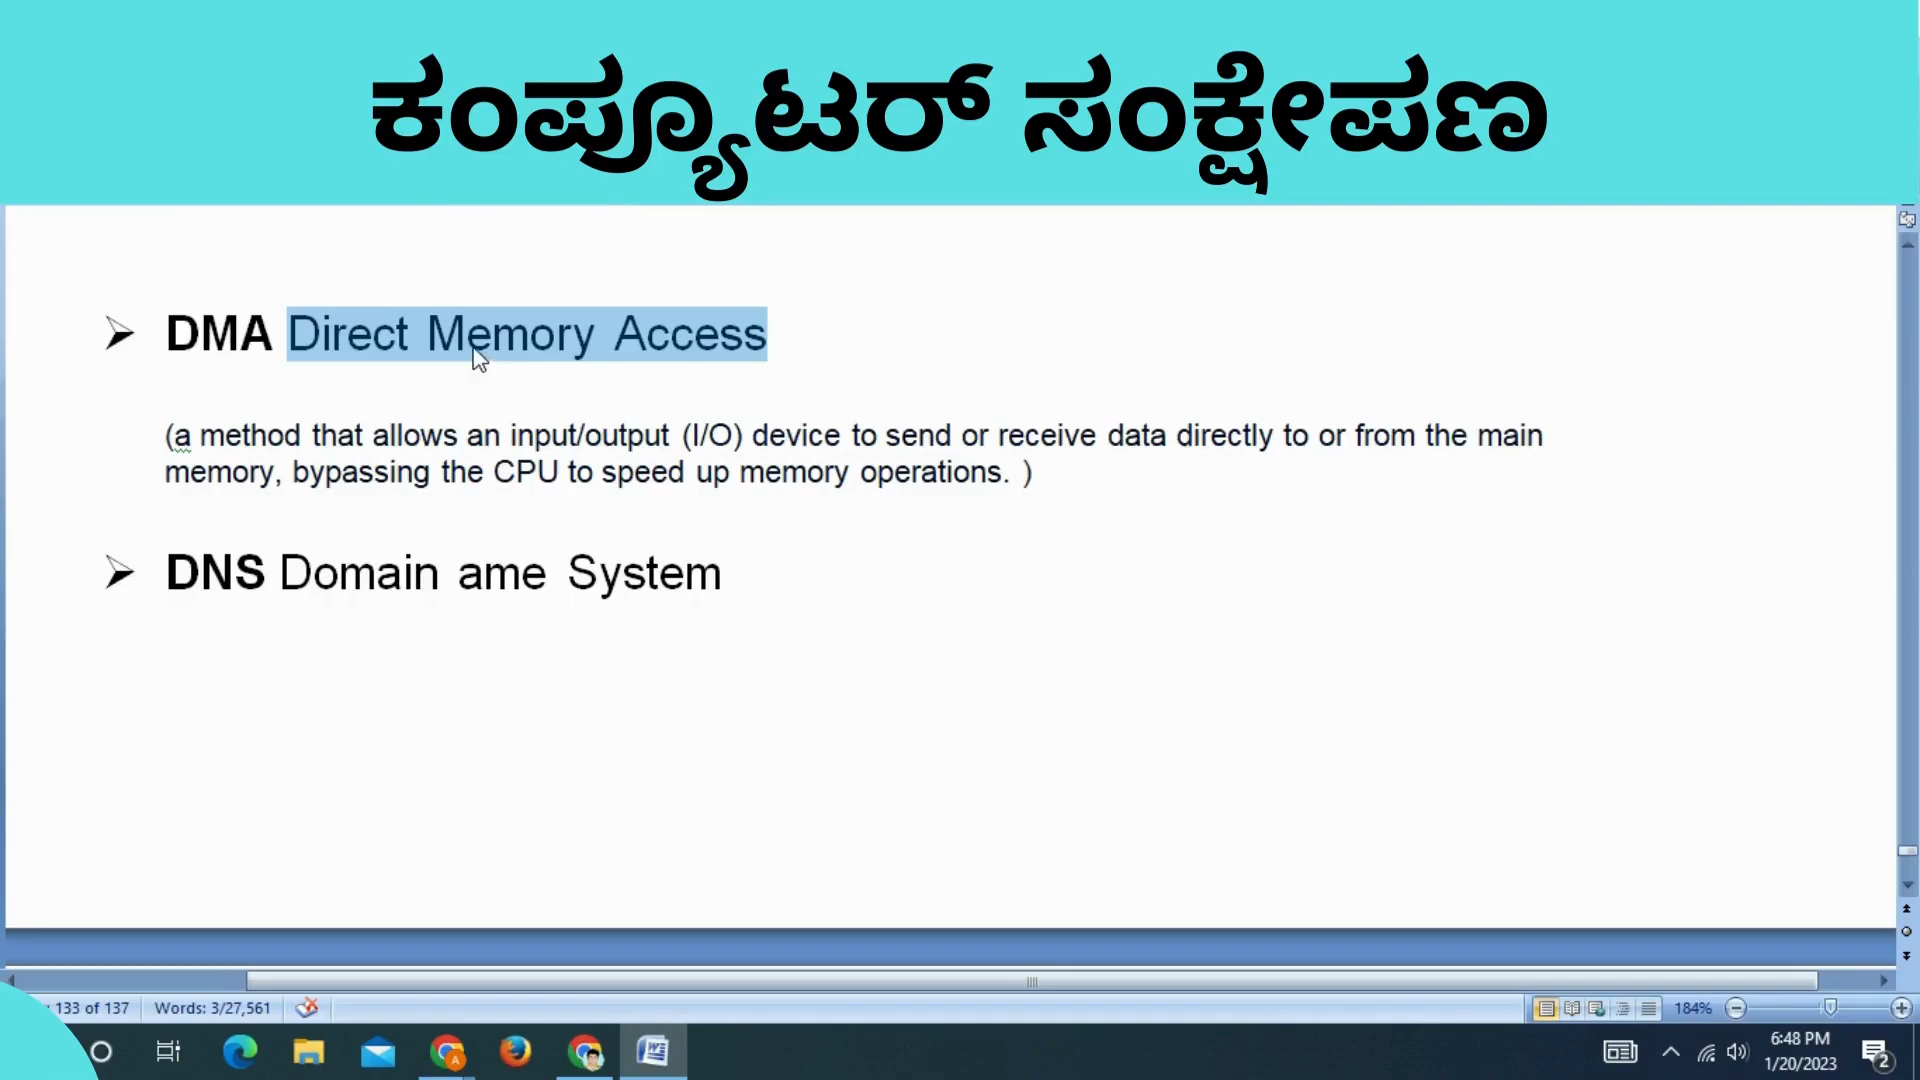 ಕಂಪ್ಯೂಟರ್ ಸಂಕ್ಷೇಪಣ
DMA Direct Memory Access
(a method that allows an input/output (I/O) device to send or receive data directly to or from the main
memory, bypassing the CPU to speed up memory operations. )
DNS Domain ame System
: 133 of 137 Words: 3/27,561 184%
6:48 PM
1/20/2023
2